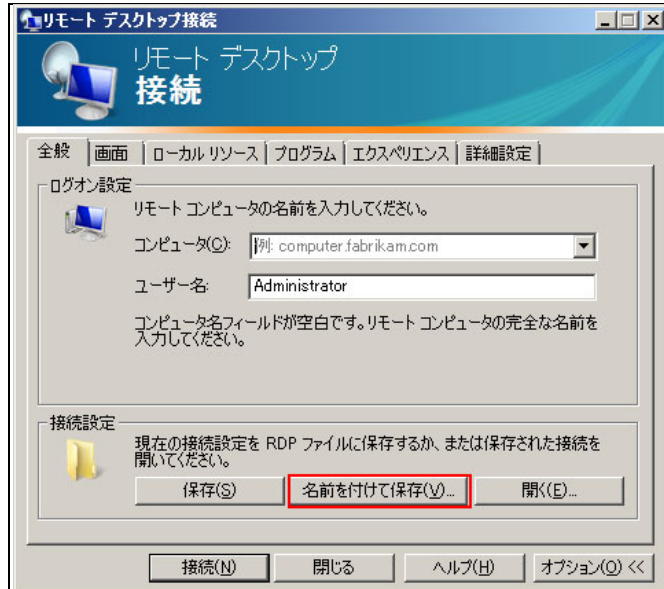 リモート デスクトップ接続
リモート デスクトップ
接続
全般 画面 ローカル リソース プログラム エクスペリエンス 詳細設定
ログオン設定
リモート コンピュータの名前を入力してください。
コンピュータ(C): 例: computer.fabrikam.com
ユーザー名: Administrator
コンピュータ名フィールドが空白です。リモート コンピュータの完全な名前を
入力してください。
接続設定
現在の接続設定を RDP ファイルに保存するか、または保存された接続を
開いてください。
保存(S) 名前を付けて保存(V)... 開く(E)...
接続(N) 閉じる ヘルプ(H) オプション(O) <<